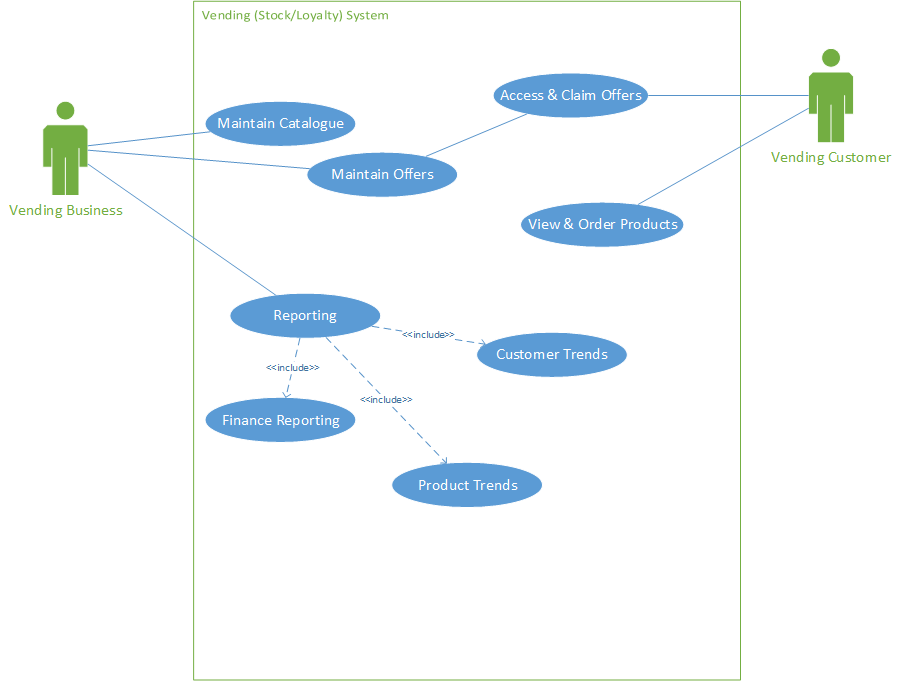 Vending (Stock/Loyalty) System
Access & Claim Offers
Maintain Catalogue
Vending Customer
Maintain Offers
Vending Business
View & Order Products
Reporting
<<include>>
Customer Trends
<<include>>
<<include>>
Finance Reporting
Product Trends